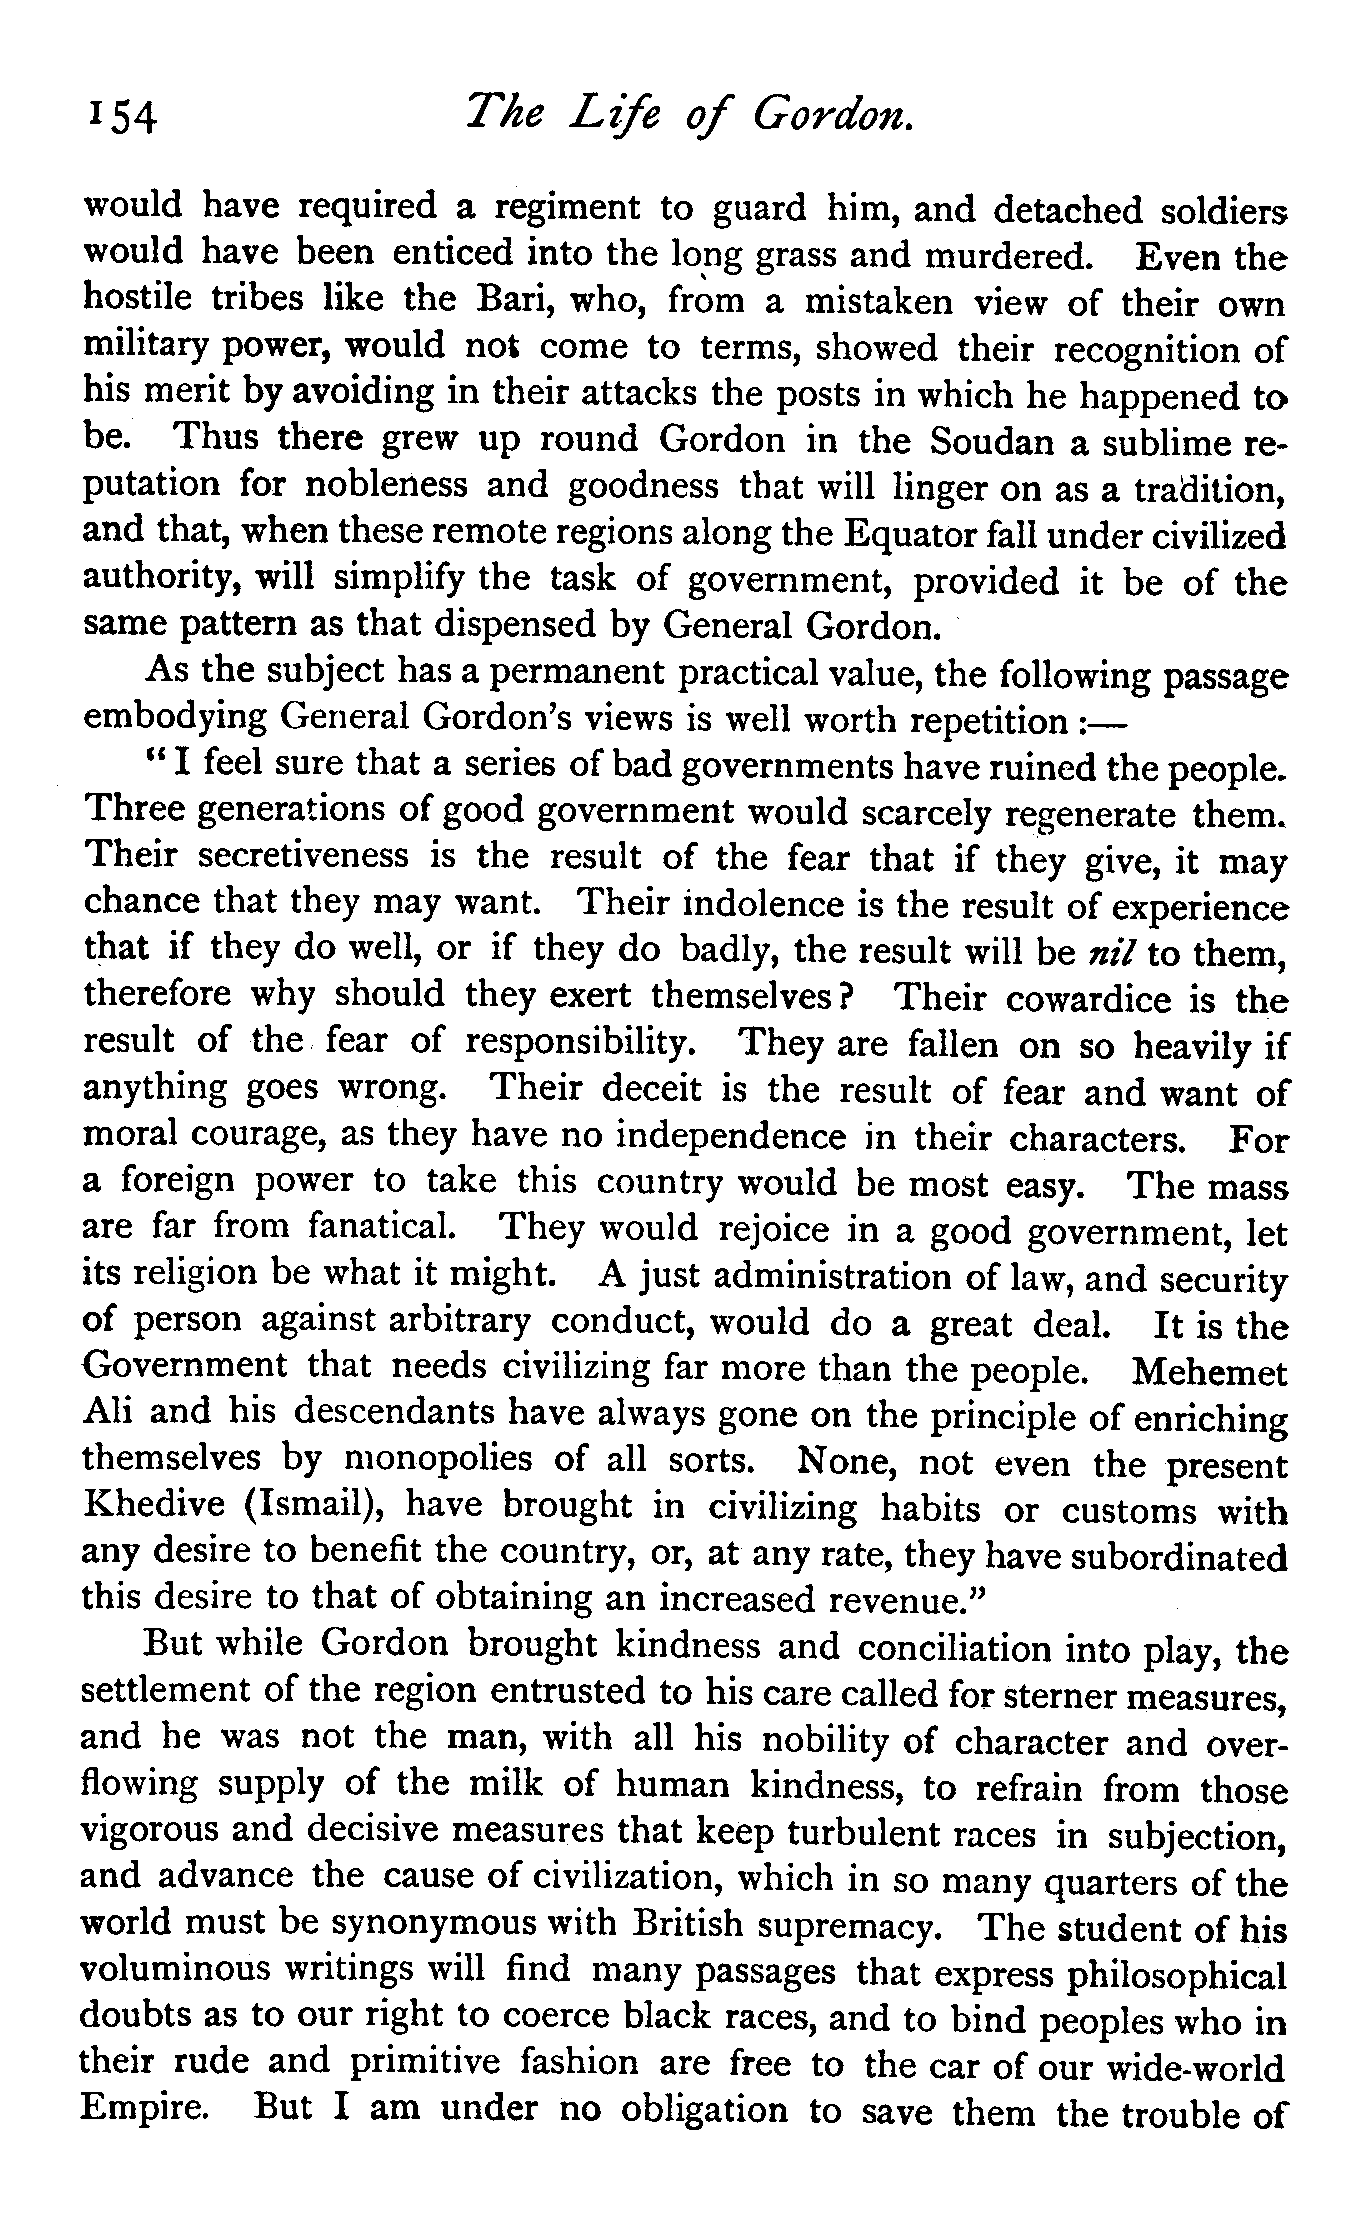 154 The Life of Gordon.
would have required a regiment to guard him, and detached soldiers
would have been enticed into the long grass and murdered. Even the
hostile tribes like the Bari, who, from a mistaken view of their own
military power, would not come to terms, showed their recognition of
his merit by avoiding in their attacks the posts in which he happened to
be. Thus there grew up round Gordon in the Soudan a sublime re-
putation for nobleness and goodness that will linger on as a tradition,
and that, when these remote regions along the Equator fall under civilized
authority, will simplify the task of government, provided it be of the
same pattern as that dispensed by General Gordon.
As the subject has a permanent practical value, the following passage
embodying General Gordon's views is well worth repetition :—
"I feel sure that a series of bad governments have ruined the people.
Three generations of good government would scarcely regenerate them.
Their secretiveness is the result of the fear that if they give, it may
chance that they may want. Their indolence is the result of experience
that if they do well, or if they do badly, the result will be nil to them,
therefore why should they exert themselves? Their cowardice is the
result of the fear of responsibility. They are fallen on so heavily if
anything goes wrong. Their deceit is the result of fear and want of
moral courage, as they have no independence in their characters. For
a foreign power to take this country would be most easy. The mass
are far from fanatical. They would rejoice in a good government, let
its religion be what it might. A just administration of law, and security
of person against arbitrary conduct, would do a great deal. It is the
Government that needs civilizing far more than the people. Mehemet
Ali and his descendants have always gone on the principle of enriching
themselves by monopolies of all sorts. None, not even the present
Khedive (Ismail), have brought in civilizing habits or customs with
any desire to benefit the country, or, at any rate, they have subordinated
this desire to that of obtaining an increased revenue."
But while Gordon brought kindness and conciliation into play, the
settlement of the region entrusted to his care called for sterner measures,
and he was not the man, with all his nobility of character and over-
flowing supply of the milk of human kindness, to refrain from those
vigorous and decisive measures that keep turbulent races in subjection,
and advance the cause of civilization, which in so many quarters of the
world must be synonymous with British supremacy. The student of his
voluminous writings will find many passages that express philosophical
doubts as to our right to coerce black races, and to bind peoples who in
their rude and primitive fashion are free to the car of our wide-world
Empire. But I am under no obligation to save them the trouble of